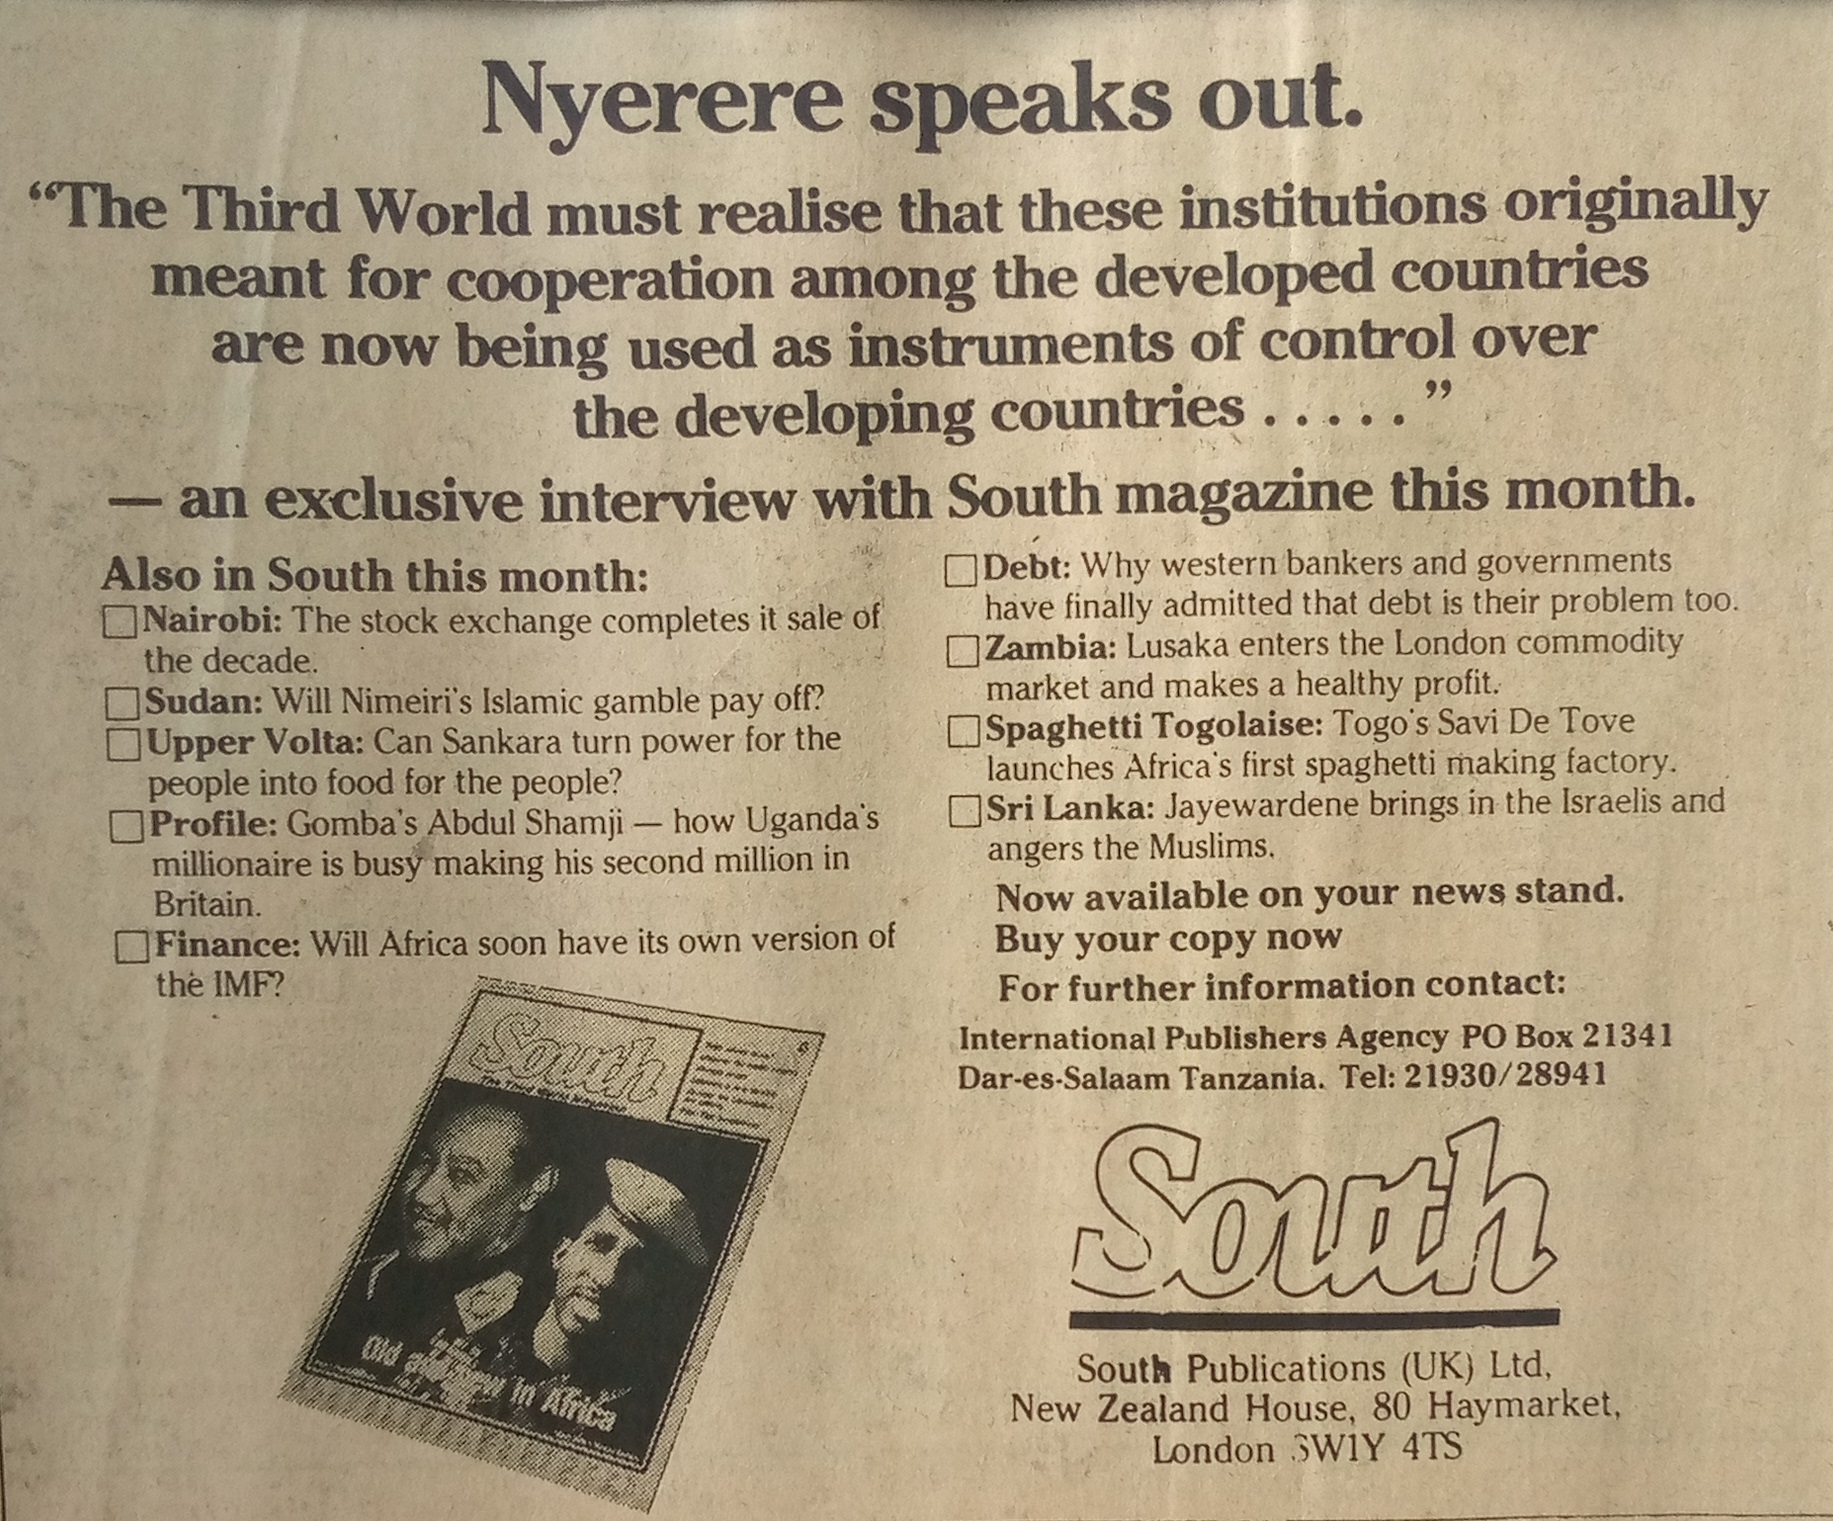 Nyerere speaks out.
“The Third World must realise that these institutions originally
meant for cooperation among the developed countries
are now being used as instruments of control over
the developing countries . . . . . ”
— an exclusive interview with South magazine this month.
Also in South this month:
□ Nairobi: The stock exchange completes it sale of
the decade.
□ Sudan: Will Nimeiri's Islamic gamble pay off?
□ Upper Volta: Can Sankara turn power for the
people into food for the people?
□ Profile: Gomba's Abdul Shamji — how Uganda's
millionaire is busy making his second million in
Britain.
□ Finance: Will Africa soon have its own version of
the IMF?
□ Debt: Why western bankers and governments
have finally admitted that debt is their problem too.
□ Zambia: Lusaka enters the London commodity
market and makes a healthy profit.
□ Spaghetti Togolaise: Togo's Savi De Tove
launches Africa's first spaghetti making factory.
□ Sri Lanka: Jayewardene brings in the Israelis and
angers the Muslims.
Now available on your news stand.
Buy your copy now
For further information contact:
International Publishers Agency PO Box 21341
Dar-es-Salaam Tanzania. Tel: 21930/28941
South
in Africa
South
South Publications (UK) Ltd,
New Zealand House, 80 Haymarket,
London SW1Y 4TS